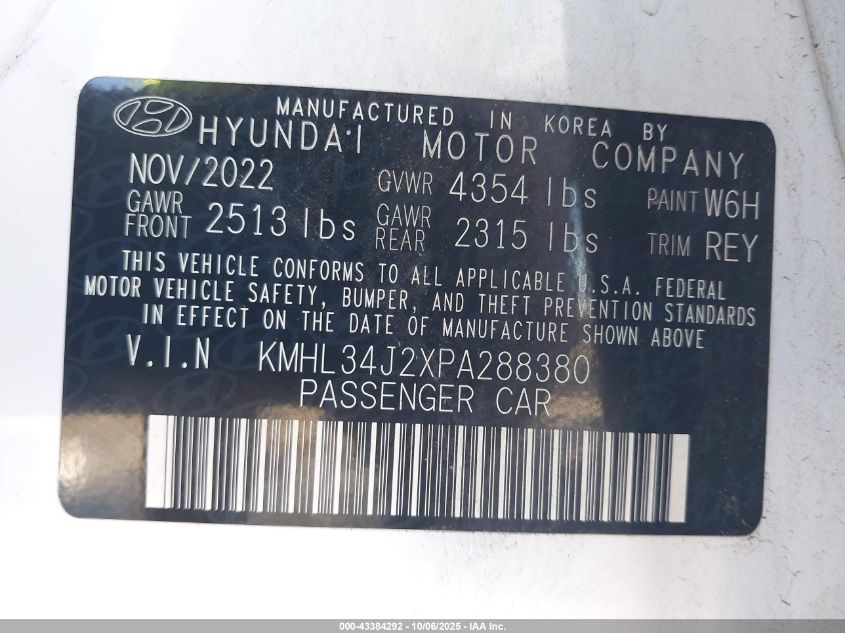 MANUFACTURED IN KOREA BY
HYUNDAI MOTOR COMPANY
NOV/2022 GVWR 4354 lbs PAINT W6H
GAWR FRONT 2513 lbs GAWR REAR 2315 lbs TRIM REY
THIS VEHICLE CONFORMS TO ALL APPLICABLE U.S.A. FEDERAL
MOTOR VEHICLE SAFETY, BUMPER, AND THEFT PREVENTION STANDARDS
IN EFFECT ON THE DATE OF MANUFACTURE SHOWN ABOVE
V.I.N KMHL34J2XPA288380
PASSENGER CAR
000-43384292 - 10/06/2025 - IAA Inc.